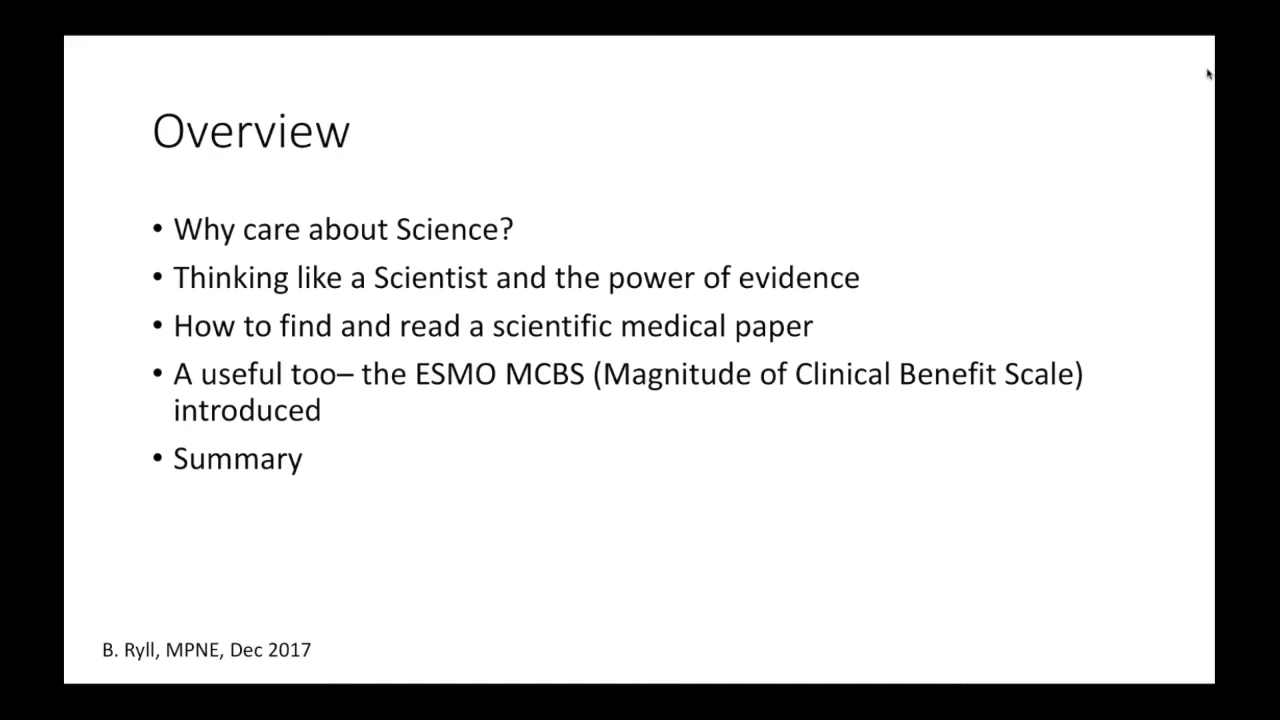 Overview
• Why care about Science?
• Thinking like a Scientist and the power of evidence
• How to find and read a scientific medical paper
• A useful too– the ESMO MCBS (Magnitude of Clinical Benefit Scale)
introduced
• Summary
B. Ryll, MPNE, Dec 2017